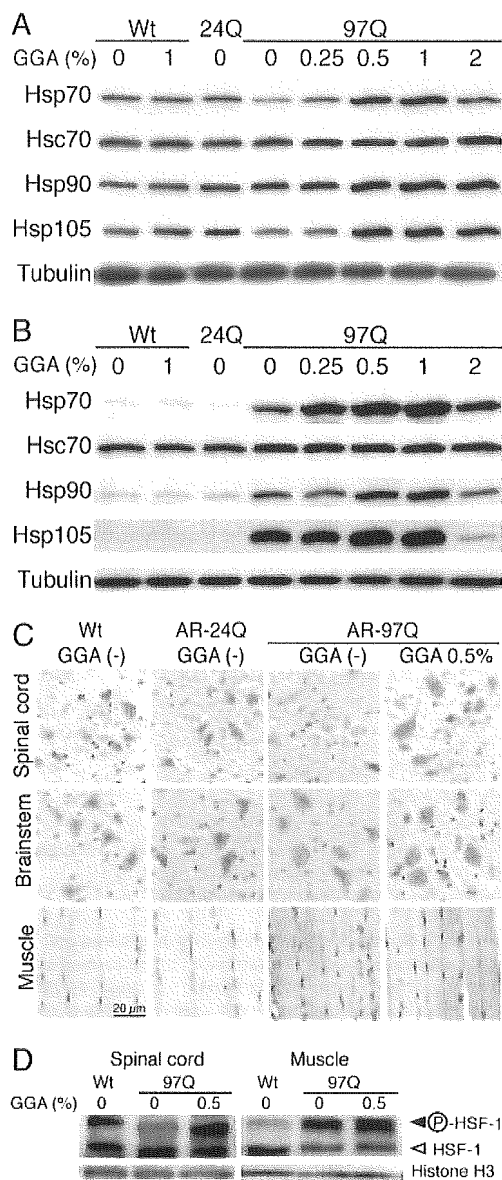 A
Wt 24Q 97Q
GGA (%) 0 1 0 0 0.25 0.5 1 2
Hsp70
Hsc70
Hsp90
Hsp105
Tubulin
B
Wt 24Q 97Q
GGA (%) 0 1 0 0 0.25 0.5 1 2
Hsp70
Hsc70
Hsp90
Hsp105
Tubulin
C
Wt AR-24Q AR-97Q
GGA (-) GGA (-) GGA (-) GGA 0.5%
Spinal cord
Brainstem
Muscle
20 µm
D
Spinal cord Muscle
Wt 97Q Wt 97Q
GGA (%) 0 0 0.5 0 0 0.5
P-HSF-1
HSF-1
Histone H3